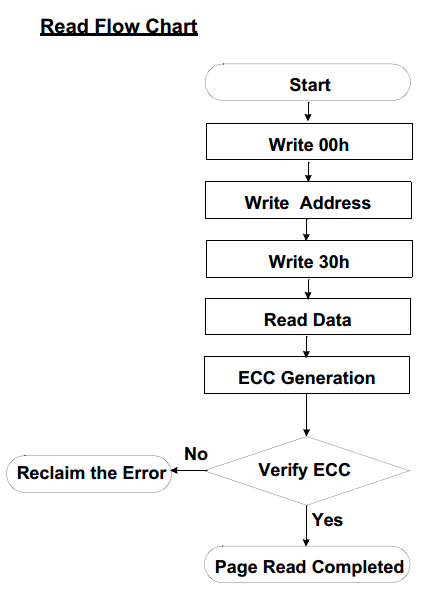 Read Flow Chart
Start
Write 00h
Write Address
Write 30h
Read Data
ECC Generation
No
Reclaim the Error
Verify ECC
Yes
Page Read Completed